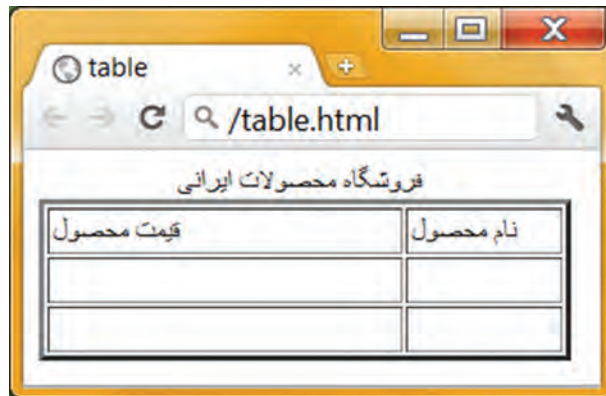 table
/table.html
فروشگاه محصولات ایرانی
نام محصول قیمت محصول